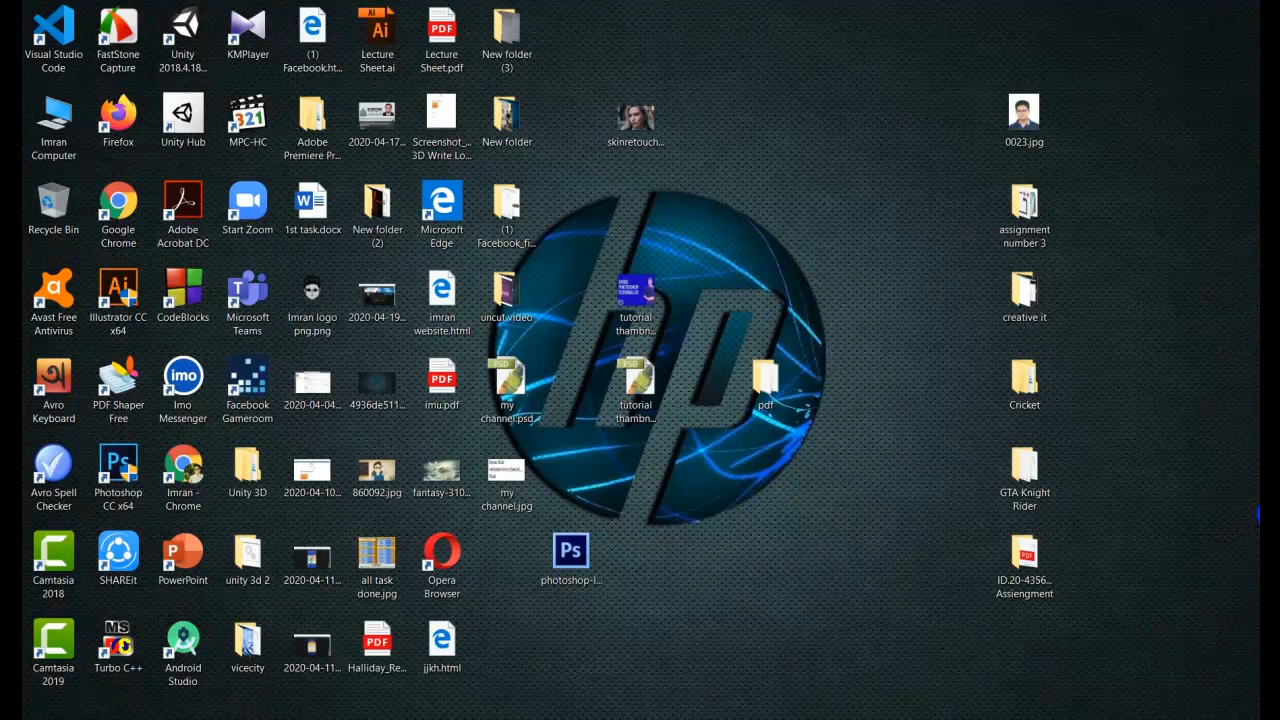 Visual Studio
Code
FastStone
Capture
Unity
2018.4.18...
KMPlayer
(1)
Facebook.ht...
Lecture
Sheet.ai
Lecture
Sheet.pdf
New folder
(3)
Imran
Computer
Firefox
Unity Hub
MPC-HC
Adobe
Premiere Pr...
2020-04-17...
Screenshot_...
3D Write Lo...
New folder
skinretouch...
0023.jpg
Recycle Bin
Google
Chrome
Adobe
Acrobat DC
Start Zoom
1st task.docx
New folder
(2)
Microsoft
Edge
(1)
Facebook_fi...
assignment
number 3
Avast Free
Antivirus
Illustrator CC
x64
CodeBlocks
Microsoft
Teams
Imran logo
png.png
2020-04-19...
imran
website.html
uncut video
tutorial
thambn...
creative it
Avro
Keyboard
PDF Shaper
Free
Imo
Messenger
Facebook
Gameroom
2020-04-04...
4936de511...
imu.pdf
my
channel.psd
tutorial
thambn...
pdf
Cricket
Avro Spell
Checker
Photoshop
CC x64
Imran -
Chrome
Unity 3D
2020-04-10...
860092.jpg
fantasy-310...
my
channel.jpg
GTA Knight
Rider
Camtasia
2018
SHAREit
PowerPoint
unity 3d 2
2020-04-11...
all task
done.jpg
Opera
Browser
photoshop-l...
ID.20-4356...
Assiengment
Camtasia
2019
Turbo C++
Android
Studio
vicecity
2020-04-11...
Halliday_Re...
jjkh.html
hp